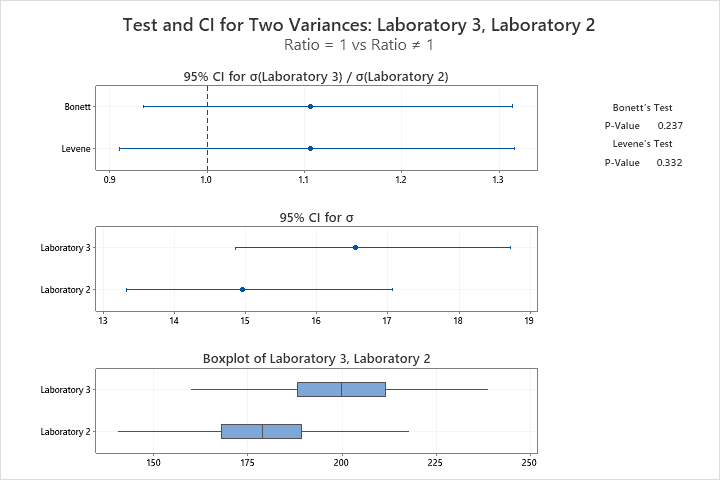 Test and CI for Two Variances: Laboratory 3, Laboratory 2
Ratio = 1 vs Ratio ≠ 1
95% CI for σ(Laboratory 3) / σ(Laboratory 2)
Bonett
Levene
0.9 1.0 1.1 1.2 1.3
Bonett's Test
P-Value 0.237
Levene's Test
P-Value 0.332
95% CI for σ
Laboratory 3
Laboratory 2
13 14 15 16 17 18 19
Boxplot of Laboratory 3, Laboratory 2
Laboratory 3
Laboratory 2
150 175 200 225 250